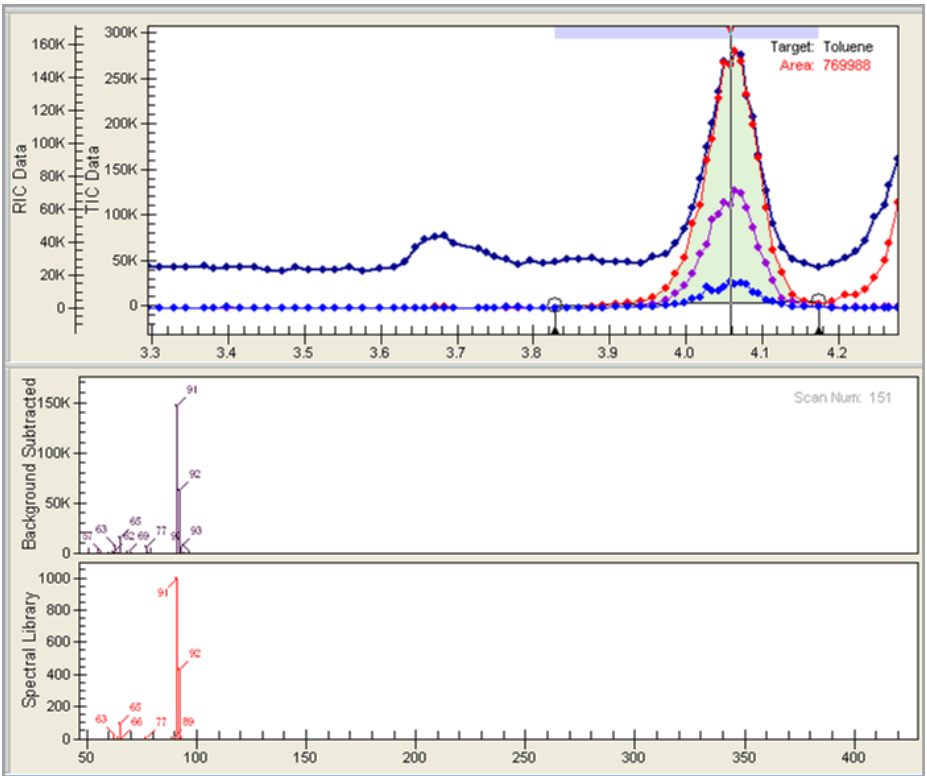 RIC Data
160K
140K
120K
100K
80K
60K
40K
20K
0
TIC Data
300K
250K
200K
150K
100K
50K
0
Target: Toluene
Area: 769988
3.3 3.4 3.5 3.6 3.7 3.8 3.9 4.0 4.1 4.2
Background Subtracted
150K
100K
50K
0
Scan Num: 151
91
92
57 63 65 62 69 77 93
Spectral Library
1000
800
600
400
200
0
91
92
63 65 66 77 89
50 100 150 200 250 300 350 400